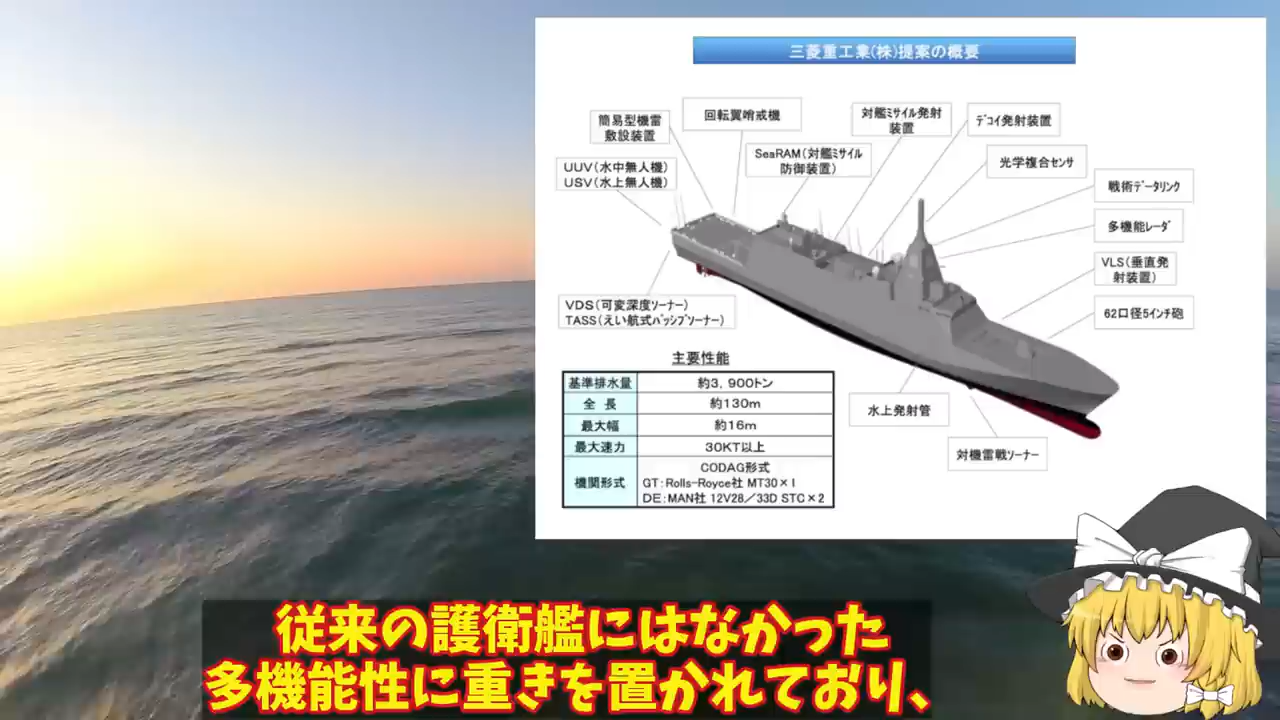 三菱重工業(株)提案の概要
簡易型機雷
敷設装置
回転翼哨戒機
対艦ミサイル発射
装置
デコイ発射装置
UUV(水中無人機)
USV(水上無人機)
SeaRAM(対艦ミサイル
防御装置)
光学複合センサ
戦術データリンク
多機能レーダ
VLS(垂直発
射装置)
62口径5インチ砲
VDS(可変深度ソーナー)
TASS(えい航式パッシブソーナー)
水上発射管
対機雷戦ソーナー
主要性能
基準排水量 約3,900トン
全 長 約130m
最大幅 約16m
最大速力 30KT以上
機関形式 CODAG形式
GT:Rolls-Royce社 MT30×1
DE:MAN社 12V28/33D STC×2
従来の護衛艦にはなかった
多機能性に重きを置かれており、